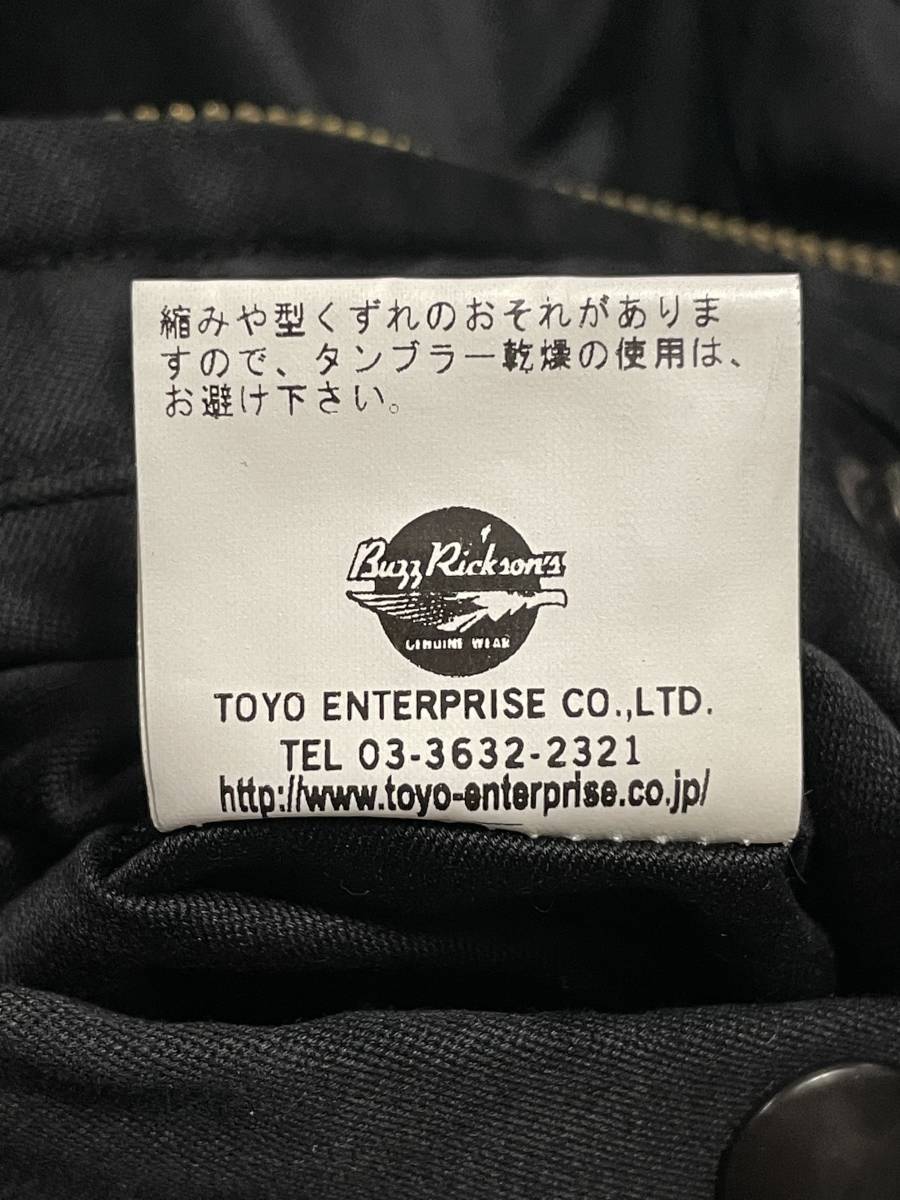 縮みや型くずれのおそれがありま
すので、タンブラー乾燥の使用は、
お避け下さい。
Buzz Rickson's
GENUINE WEAR
TOYO ENTERPRISE CO.,LTD.
TEL 03-3632-2321
http://www.toyo-enterprise.co.jp/